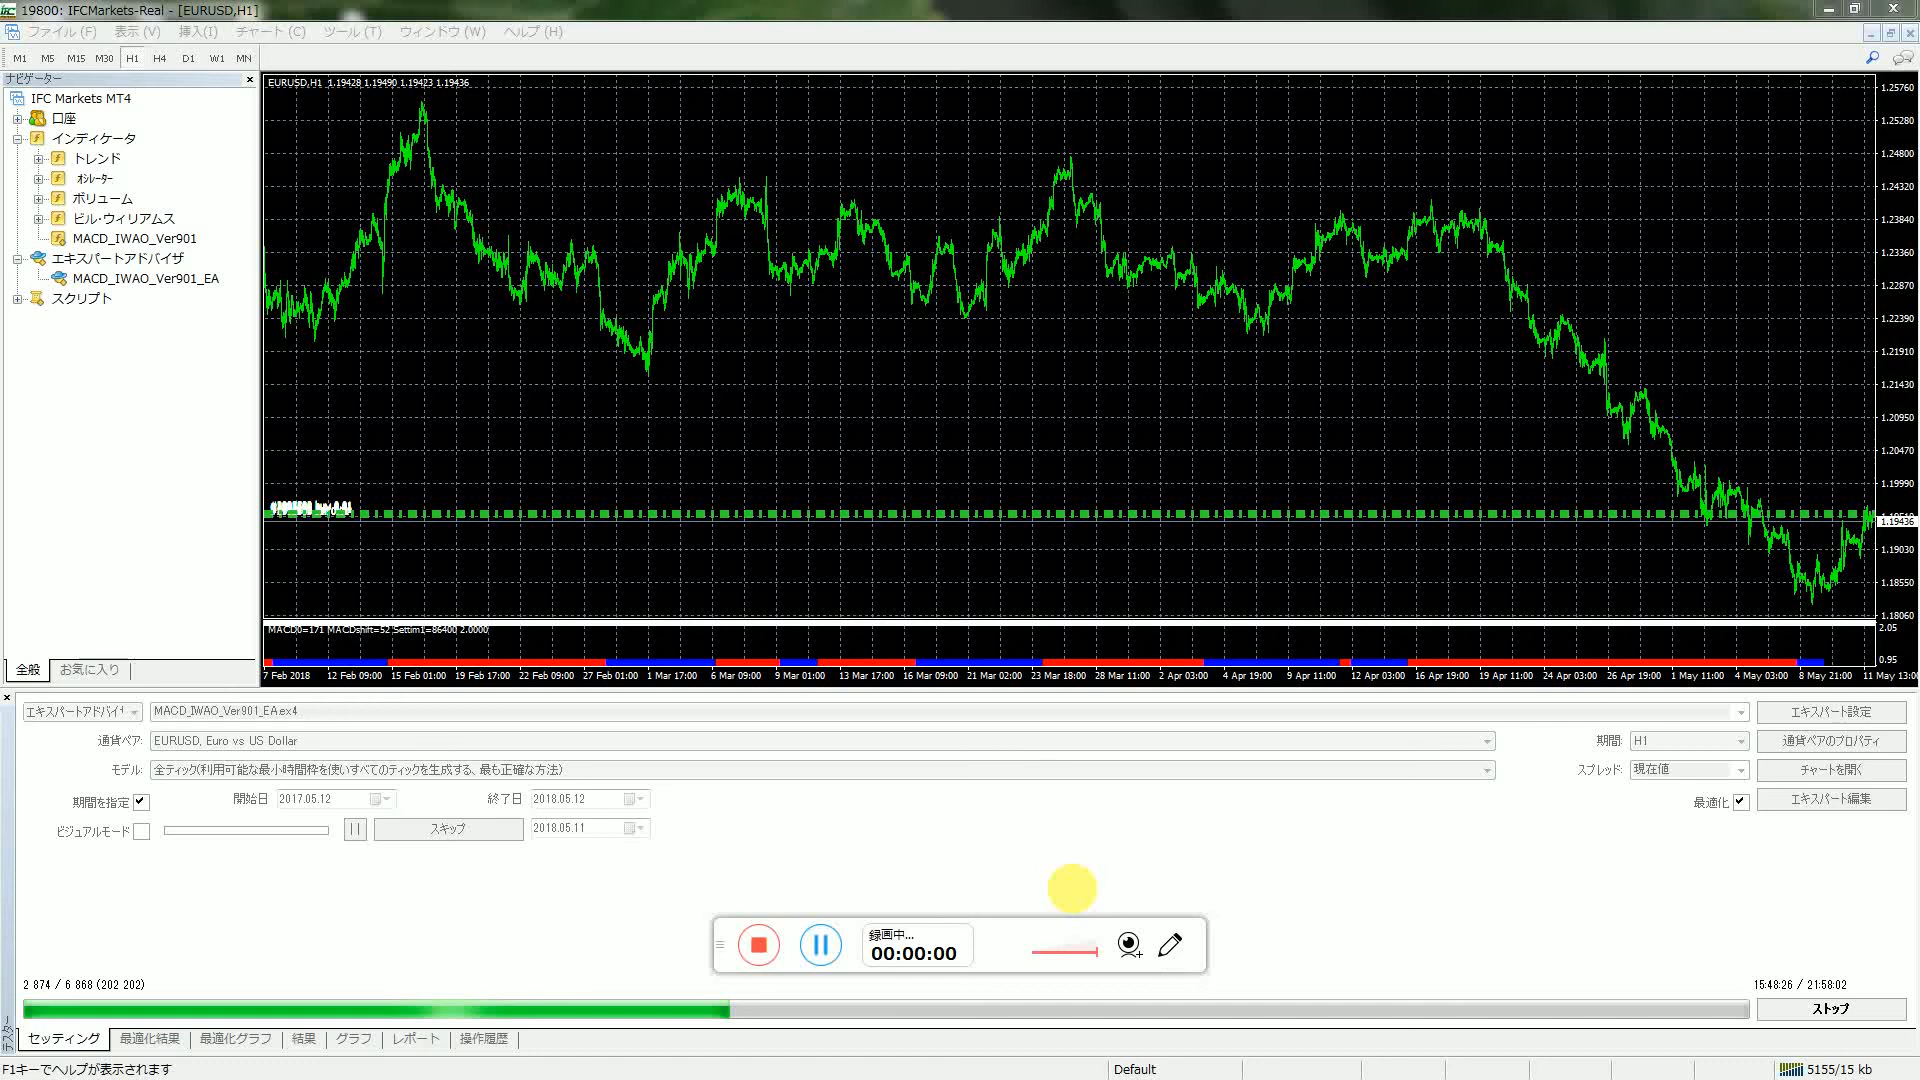 19800: IFCMarkets-Real - [EURUSD,H1]
ファイル (F) 表示 (V) 挿入(I) チャート (C) ツール (T) ウィンドウ (W) ヘルプ (H)
M1 M5 M15 M30 H1 H4 D1 W1 MN
ナビゲーター
IFC Markets MT4
口座
インディケータ
トレンド
オシレーター
ボリューム
ビル・ウィリアムス
MACD_IWAO_Ver901
エキスパートアドバイザ
MACD_IWAO_Ver901_EA
スクリプト
全般 お気に入り
EURUSD,H1 1.19428 1.19490 1.19423 1.19436
1.25760
1.25280
1.24800
1.24320
1.23840
1.23360
1.22870
1.22390
1.21910
1.21430
1.20950
1.20470
1.19990
1.19436
1.19030
1.18550
1.18060
MACD0=171 MACDshift=52 Settim1=86400 2.0000
2.05
0.95
7 Feb 2018 12 Feb 09:00 15 Feb 01:00 19 Feb 17:00 22 Feb 09:00 27 Feb 01:00 1 Mar 17:00 6 Mar 09:00 9 Mar 01:00 13 Mar 17:00 16 Mar 09:00 21 Mar 02:00 23 Mar 18:00 28 Mar 11:00 2 Apr 03:00 4 Apr 19:00 9 Apr 11:00 12 Apr 03:00 16 Apr 19:00 19 Apr 11:00 24 Apr 03:00 26 Apr 19:00 1 May 11:00 4 May 03:00 8 May 21:00 11 May 13:00
エキスパートアドバイザ MACD_IWAO_Ver901_EA.ex4 エキスパート設定
通貨ペア: EURUSD, Euro vs US Dollar 期間: H1 通貨ペアのプロパティ
モデル: 全ティック(利用可能な最小時間枠を使いすべてのティックを生成する、最も正確な方法) スプレッド: 現在値 チャートを開く
期間を指定 開始日 2017.05.12 終了日 2018.05.12 最適化 エキスパート編集
ビジュアルモード スキップ 2018.05.11
録画中...
00:00:00
2 874 / 6 868 (202 202) 15:48:26 / 21:58:02
ストップ
テスター
セッティング 最適化結果 最適化グラフ 結果 グラフ レポート 操作履歴
F1キーでヘルプが表示されます Default 5155/15 kb